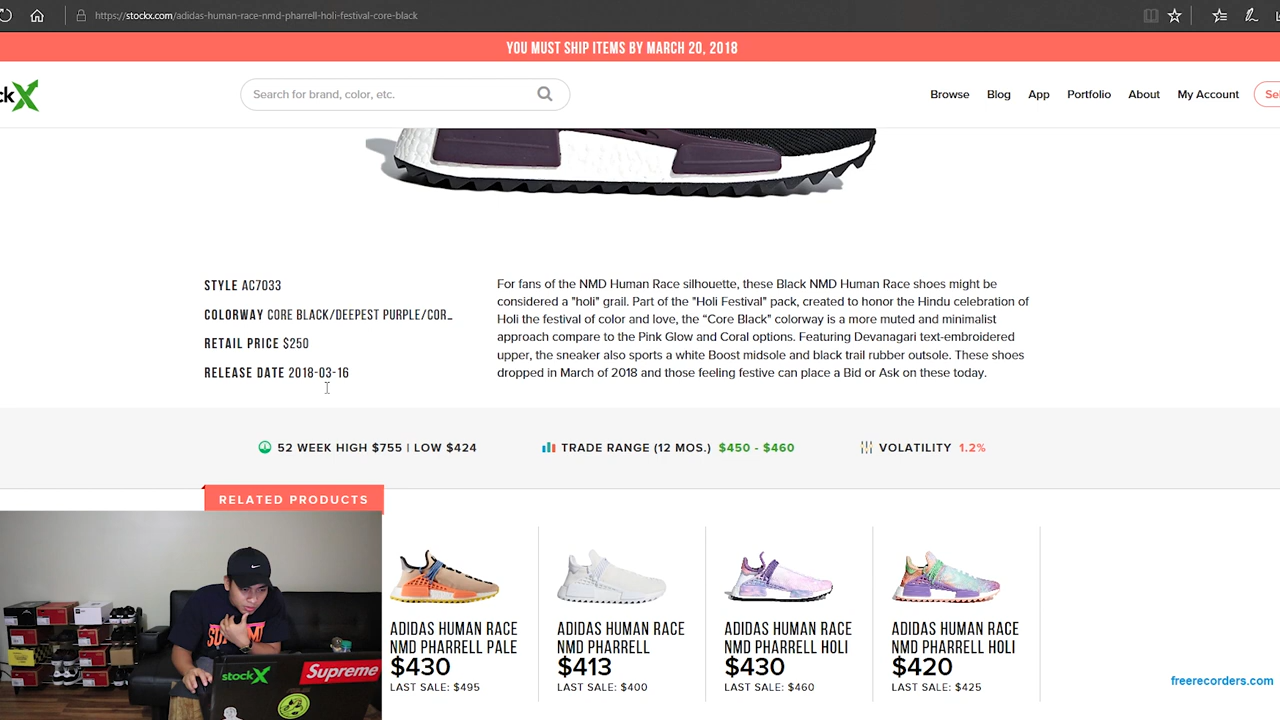 https://stockx.com/adidas-human-race-nmd-pharrell-holi-festival-core-black
YOU MUST SHIP ITEMS BY MARCH 20, 2018
ckX
Search for brand, color, etc.
Browse Blog App Portfolio About My Account Se
STYLE AC7033
COLORWAY CORE BLACK/DEEPEST PURPLE/COR_
RETAIL PRICE $250
RELEASE DATE 2018-03-16
For fans of the NMD Human Race silhouette, these Black NMD Human Race shoes might be
considered a "holi" grail. Part of the "Holi Festival" pack, created to honor the Hindu celebration of
Holi the festival of color and love, the “Core Black” colorway is a more muted and minimalist
approach compare to the Pink Glow and Coral options. Featuring Devanagari text-embroidered
upper, the sneaker also sports a white Boost midsole and black trail rubber outsole. These shoes
dropped in March of 2018 and those feeling festive can place a Bid or Ask on these today.
52 WEEK HIGH $755 | LOW $424
TRADE RANGE (12 MOS.) $450 - $460
VOLATILITY 1.2%
RELATED PRODUCTS
ADIDAS HUMAN RACE
NMD PHARRELL PALE
$430
LAST SALE: $495
ADIDAS HUMAN RACE
NMD PHARRELL
$413
LAST SALE: $400
ADIDAS HUMAN RACE
NMD PHARRELL HOLI
$430
LAST SALE: $460
ADIDAS HUMAN RACE
NMD PHARRELL HOLI
$420
LAST SALE: $425
stockX
Supreme
freerecorders.com